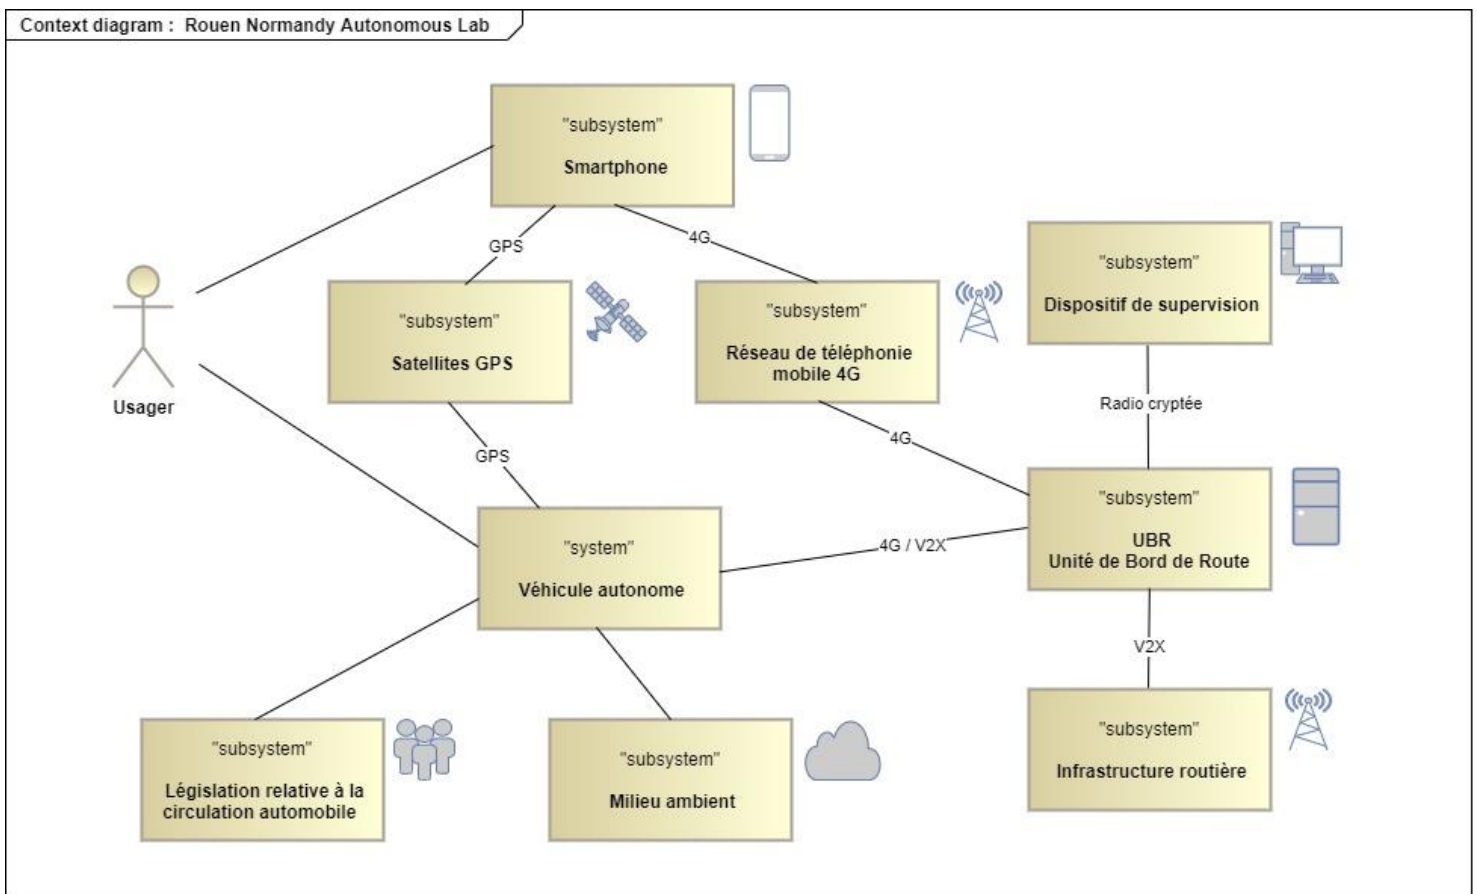 Context diagram : Rouen Normandy Autonomous Lab
"subsystem"
Smartphone
GPS
4G
"subsystem"
Dispositif de supervision
"subsystem"
Satellites GPS
"subsystem"
Réseau de téléphonie
mobile 4G
Usager
Radio cryptée
4G
GPS
"subsystem"
UBR
Unité de Bord de Route
"system"
Véhicule autonome
4G / V2X
V2X
"subsystem"
Législation relative à la
circulation automobile
"subsystem"
Milieu ambient
"subsystem"
Infrastructure routière